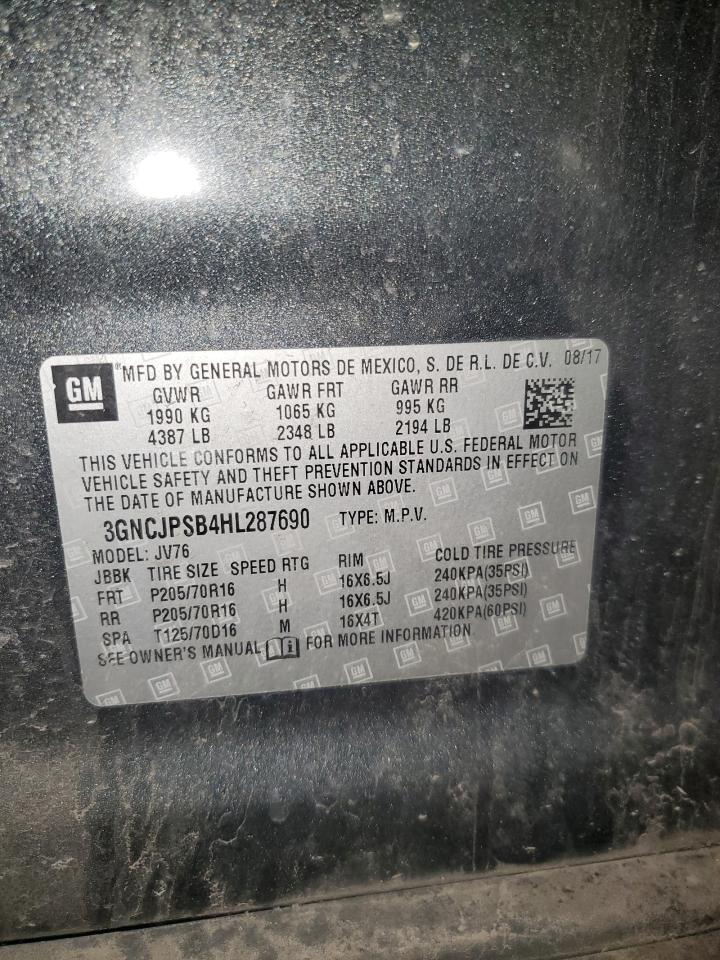 GM
®MFD BY GENERAL MOTORS DE MEXICO, S. DE R.L. DE C.V. 08/17
GVWR GAWR FRT GAWR RR
1990 KG 1065 KG 995 KG
4387 LB 2348 LB 2194 LB
THIS VEHICLE CONFORMS TO ALL APPLICABLE U.S. FEDERAL MOTOR
VEHICLE SAFETY AND THEFT PREVENTION STANDARDS IN EFFECT ON
THE DATE OF MANUFACTURE SHOWN ABOVE.
3GNCJPSB4HL287690 TYPE: M.P.V.
MODEL: JV76
JBBK TIRE SIZE SPEED RTG RIM COLD TIRE PRESSURE
FRT P205/70R16 H 16X6.5J 240KPA(35PSI)
RR P205/70R16 H 16X6.5J 240KPA(35PSI)
SPA T125/70D16 M 16X4T 420KPA(60PSI)
SEE OWNER'S MANUAL FOR MORE INFORMATION